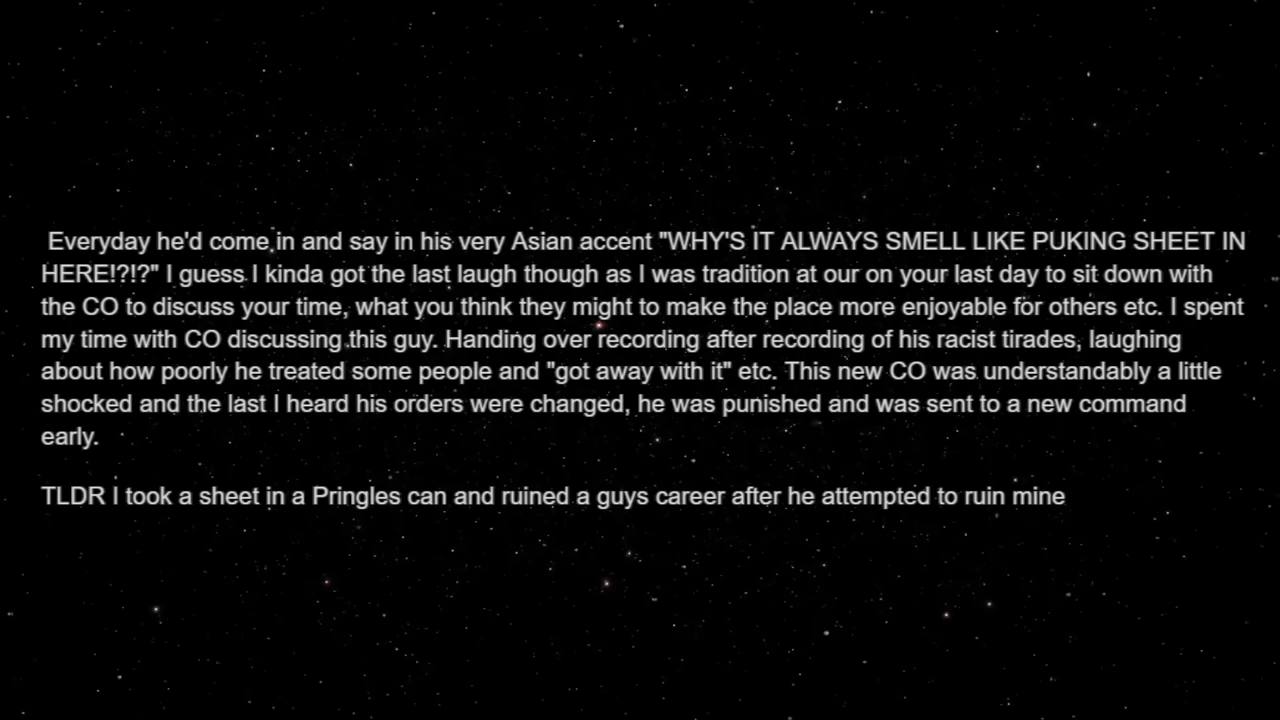 Everyday he'd come in and say in his very Asian accent "WHY'S IT ALWAYS SMELL LIKE PUKING SHEET IN
HERE!?!?" I guess I kinda got the last laugh though as I was tradition at our on your last day to sit down with
the CO to discuss your time, what you think they might to make the place more enjoyable for others etc. I spent
my time with CO discussing this guy. Handing over recording after recording of his racist tirades, laughing
about how poorly he treated some people and "got away with it" etc. This new CO was understandably a little
shocked and the last I heard his orders were changed, he was punished and was sent to a new command
early.
TLDR I took a sheet in a Pringles can and ruined a guys career after he attempted to ruin mine